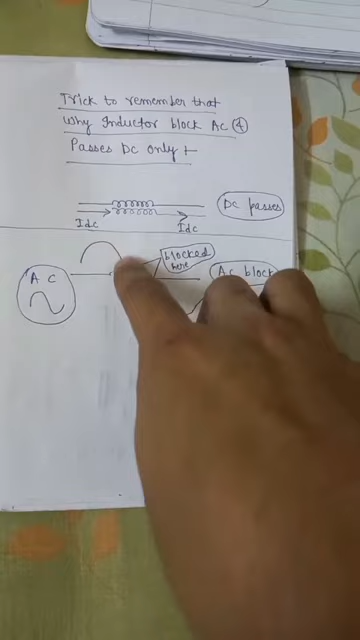 Trick to remember that
Why Inductor block AC &
Passes DC only :-
DC passes
Idc
Idc
blocked
here
AC
AC block